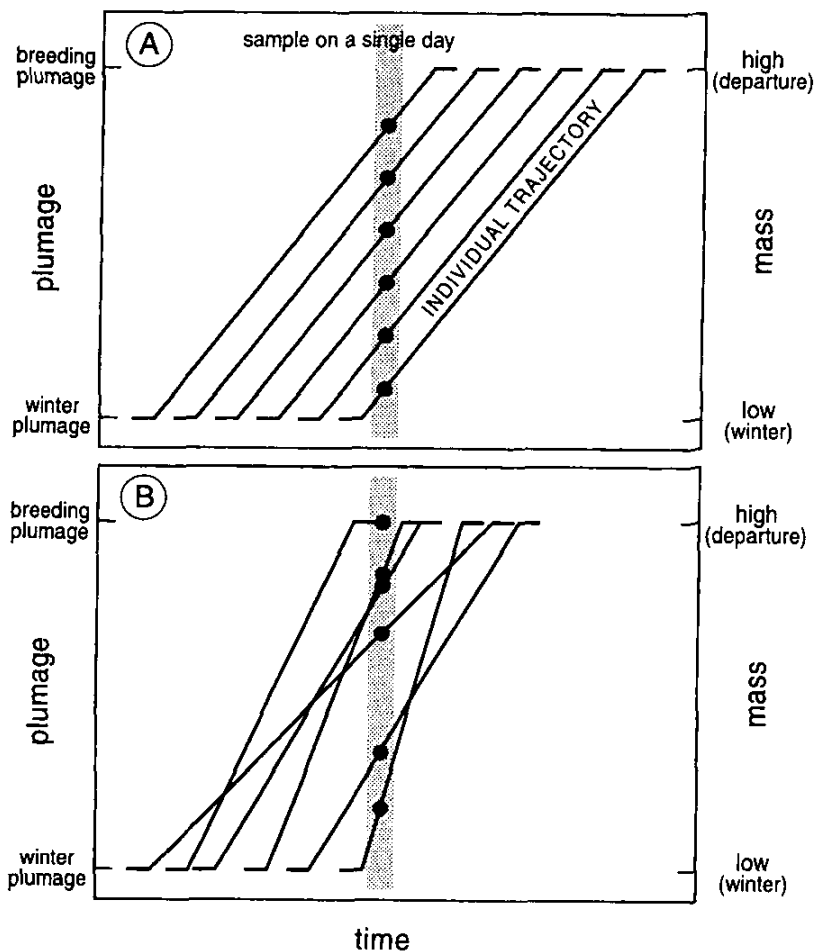 A
sample on a single day
breeding
plumage
high
(departure)
plumage
INDIVIDUAL TRAJECTORY
mass
winter
plumage
low
(winter)
B
breeding
plumage
high
(departure)
plumage
mass
winter
plumage
low
(winter)
time